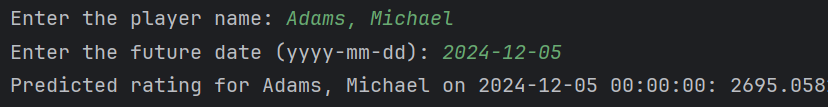 Enter the player name: Adams, Michael
Enter the future date (yyyy-mm-dd): 2024-12-05
Predicted rating for Adams, Michael on 2024-12-05 00:00:00: 2695.058